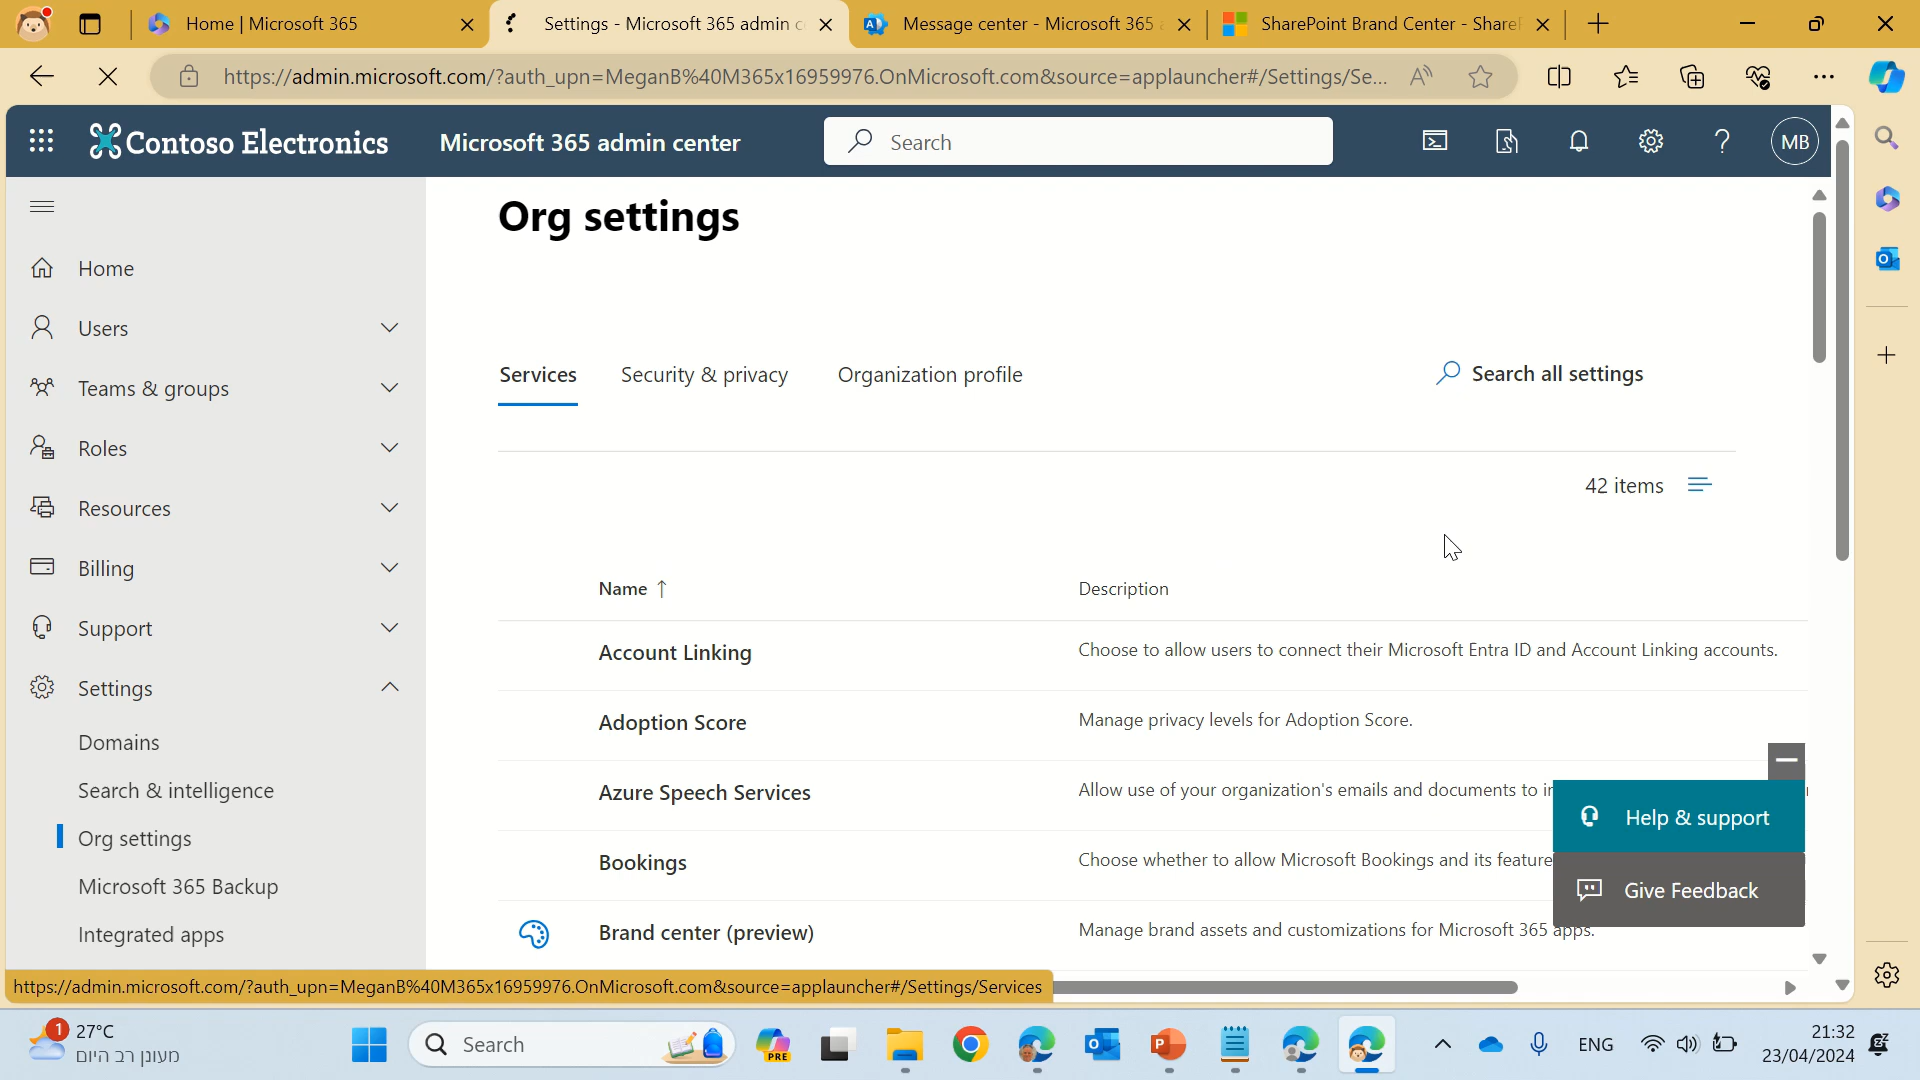 Home | Microsoft 365
Settings - Microsoft 365 admin c
Message center - Microsoft 365
SharePoint Brand Center - Share
https://admin.microsoft.com/?auth_upn=MeganB%40M365x16959976.OnMicrosoft.com&source=applauncher#/Settings/Se...
Contoso Electronics
Microsoft 365 admin center
Search
MB
Home
Users
Teams & groups
Roles
Resources
Billing
Support
Settings
Domains
Search & intelligence
Org settings
Microsoft 365 Backup
Integrated apps
Org settings
Services
Security & privacy
Organization profile
Search all settings
42 items
Name ↑
Description
Account Linking
Choose to allow users to connect their Microsoft Entra ID and Account Linking accounts.
Adoption Score
Manage privacy levels for Adoption Score.
Azure Speech Services
Allow use of your organization's emails and documents to i
Bookings
Choose whether to allow Microsoft Bookings and its feature
Brand center (preview)
Manage brand assets and customizations for Microsoft 365 apps.
Help & support
Give Feedback
https://admin.microsoft.com/?auth_upn=MeganB%40M365x16959976.OnMicrosoft.com&source=applauncher#/Settings/Services
1
27°C
מעונן רב היום
Search
PRE
ENG
21:32
23/04/2024